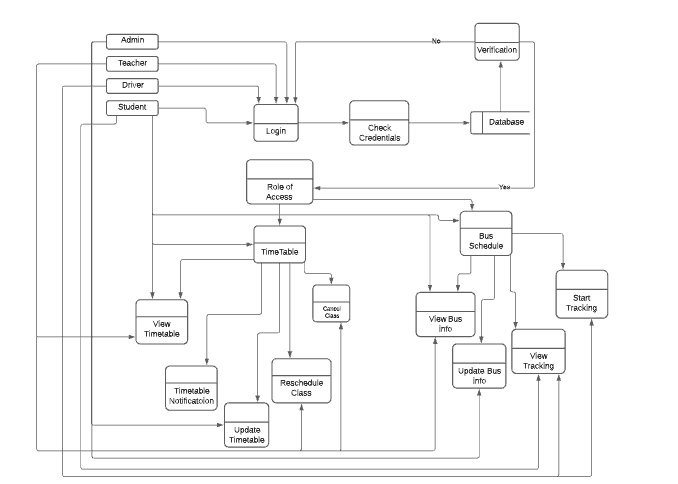 Admin
No
Verification
Teacher
Driver
Student
Database
Login
Check
Credentials
Role of
Access
Yes
Bus
Schedule
TimeTable
Start
Tracking
Cancel
Class
View
Timetable
View Bus
info
View
Tracking
Update Bus
info
Reschedule
Class
Timetable
Notificatoion
Update
Timetable